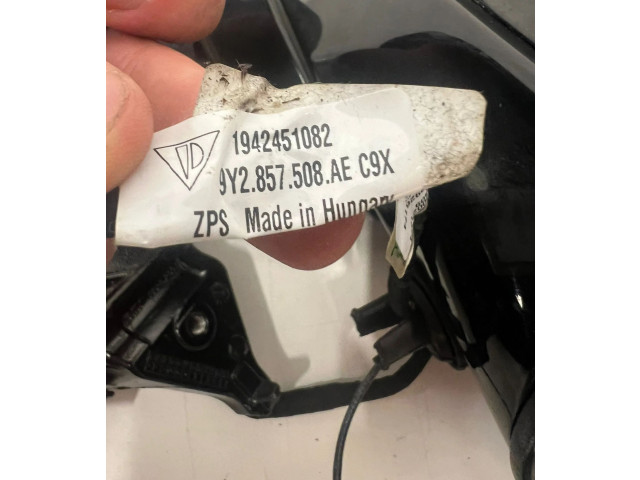 1942451082
9Y2.857.508.AE C9X
ZPS Made in Hungary